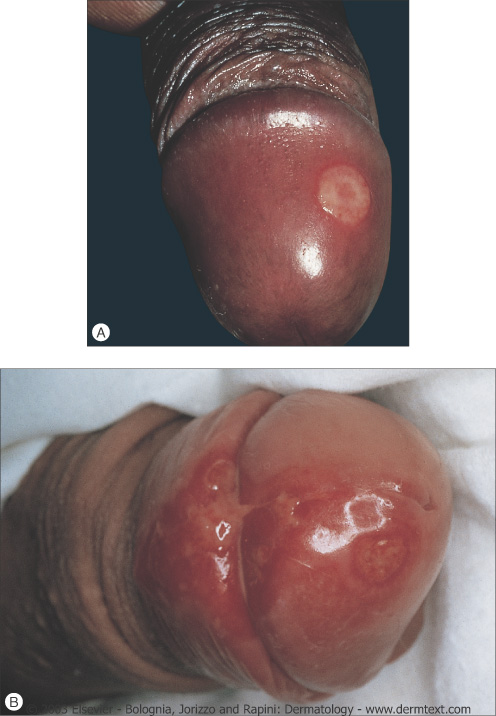 A
B
Elsevier - Bolognia, Jorizzo and Rapini: Dermatology - www.dermtext.com